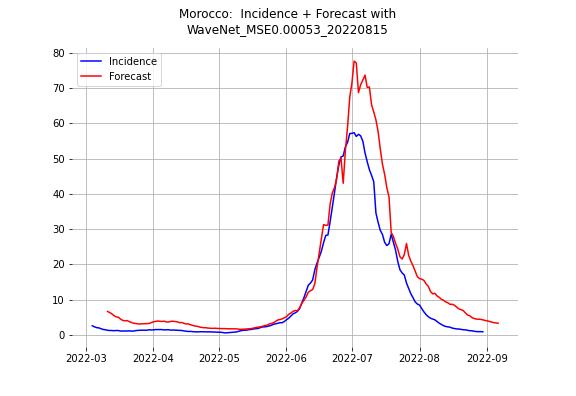 Morocco:  Incidence + Forecast with
WaveNet_MSE0.00053_20220815
Incidence
Forecast
80
70
60
50
40
30
20
10
0
2022-03 2022-04 2022-05 2022-06 2022-07 2022-08 2022-09